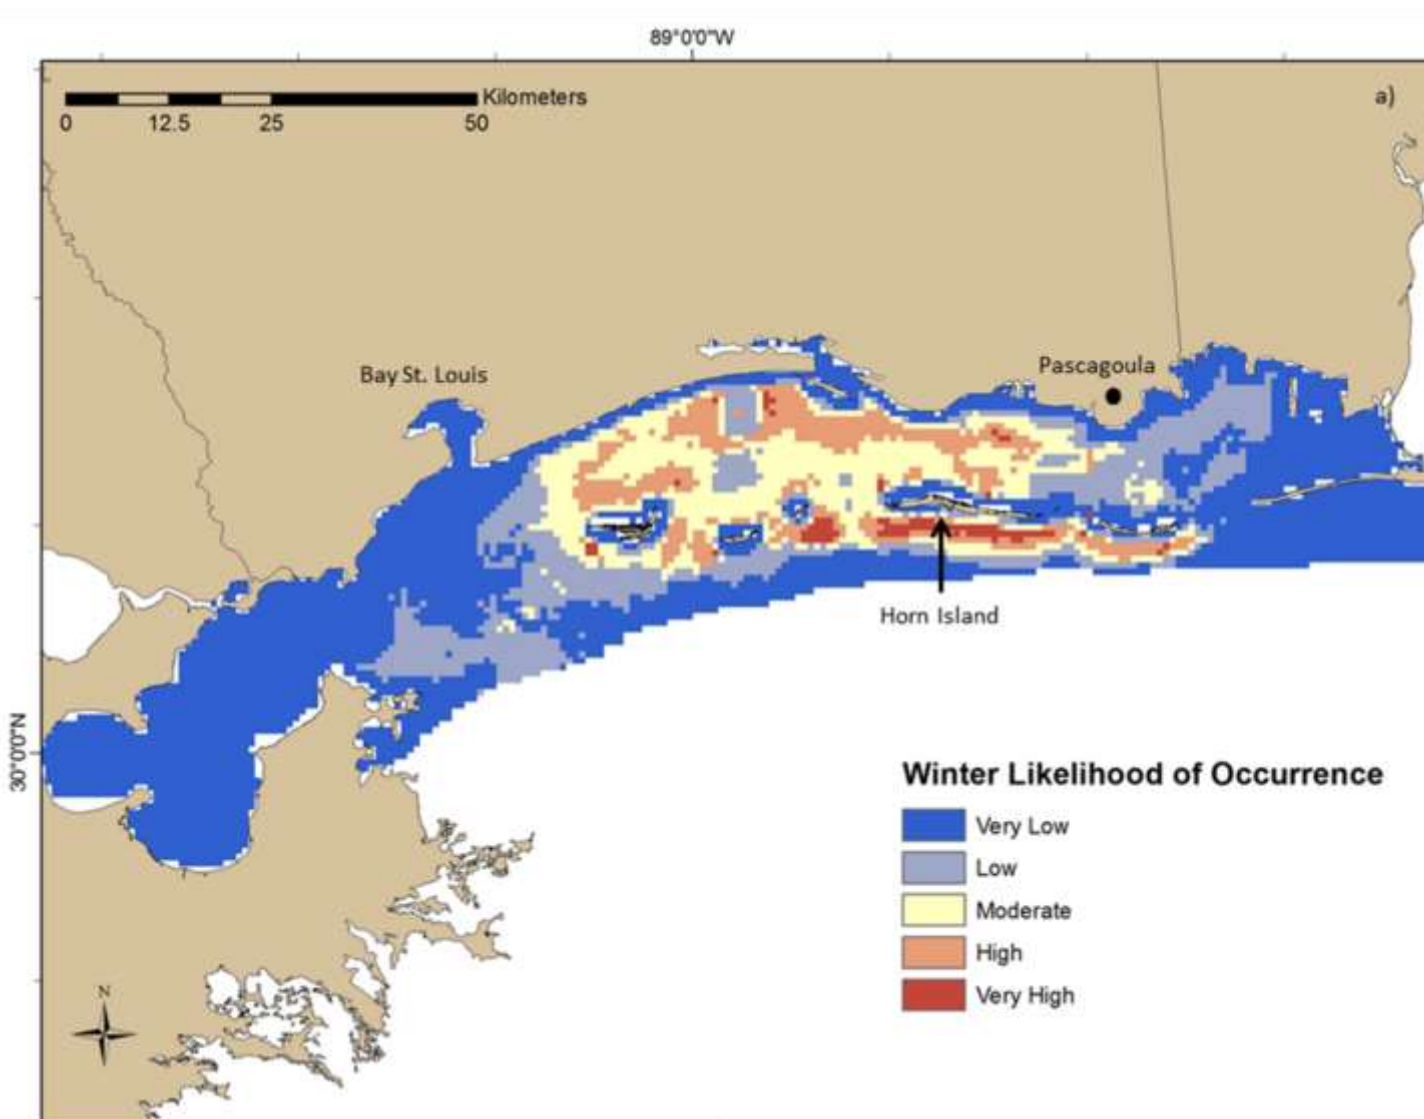 89°0'0"W
a)
Kilometers
0 12.5 25 50
Bay St. Louis
Pascagoula
Horn Island
30°0'0"N
Winter Likelihood of Occurrence
Very Low
Low
Moderate
High
Very High
N